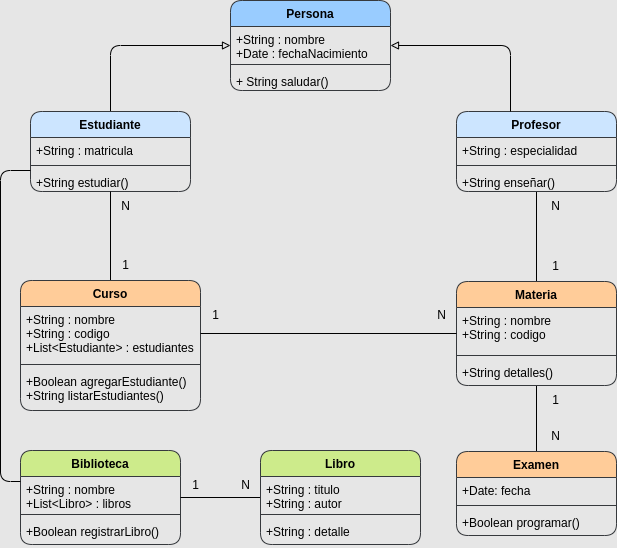 Persona
+String : nombre
+Date : fechaNacimiento
+ String saludar()
Estudiante
+String : matricula
+String estudiar()
Profesor
+String : especialidad
+String enseñar()
N
1
N
1
Curso
+String : nombre
+String : codigo
+List<Estudiante> : estudiantes
+Boolean agregarEstudiante()
+String listarEstudiantes()
1
N
Materia
+String : nombre
+String : codigo
+String detalles()
1
N
Biblioteca
+String : nombre
+List<Libro> : libros
+Boolean registrarLibro()
1
N
Libro
+String : titulo
+String : autor
+String : detalle
Examen
+Date: fecha
+Boolean programar()